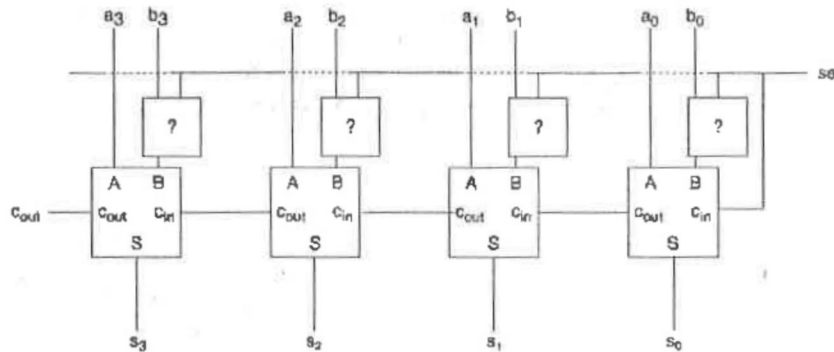 a3 b3 a2 b2 a1 b1 a0 b0
se
? ? ? ?
A B A B A B A B
cout cout cin cout cin cout cin cout cin
S S S S
s3 s2 s1 s0